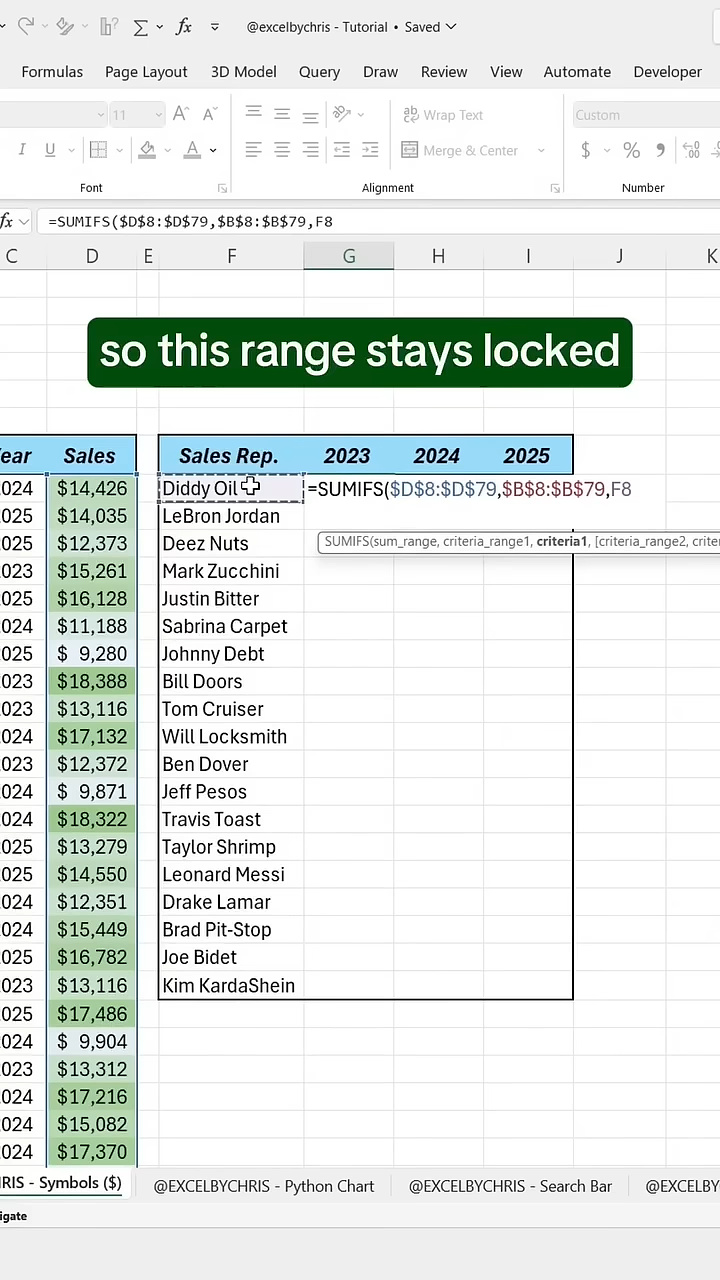 @excelbychris - Tutorial • Saved
Formulas Page Layout 3D Model Query Draw Review View Automate Developer
11 A A ab Wrap Text Custom
I U A Merge & Center $ % 9
Font Alignment Number
fx =SUMIFS($D$8:$D$79,$B$8:$B$79,F8
C D E F G H I J K
so this range stays locked
ear Sales Sales Rep. 2023 2024 2025
024 $14,426 Diddy Oil =SUMIFS($D$8:$D$79,$B$8:$B$79,F8
025 $14,035 LeBron Jordan
025 $12,373 Deez Nuts SUMIFS(sum_range, criteria_range1, criteria1, [criteria_range2, criter
023 $15,261 Mark Zucchini
025 $16,128 Justin Bitter
024 $11,188 Sabrina Carpet
025 $ 9,280 Johnny Debt
023 $18,388 Bill Doors
023 $13,116 Tom Cruiser
024 $17,132 Will Locksmith
023 $12,372 Ben Dover
024 $ 9,871 Jeff Pesos
024 $18,322 Travis Toast
025 $13,279 Taylor Shrimp
025 $14,550 Leonard Messi
024 $12,351 Drake Lamar
024 $15,449 Brad Pit-Stop
025 $16,782 Joe Bidet
023 $13,116 Kim KardaShein
025 $17,486
024 $ 9,904
023 $13,312
024 $17,216
024 $15,082
024 $17,370
RIS - Symbols ($) @EXCELBYCHRIS - Python Chart @EXCELBYCHRIS - Search Bar @EXCELBY
igate